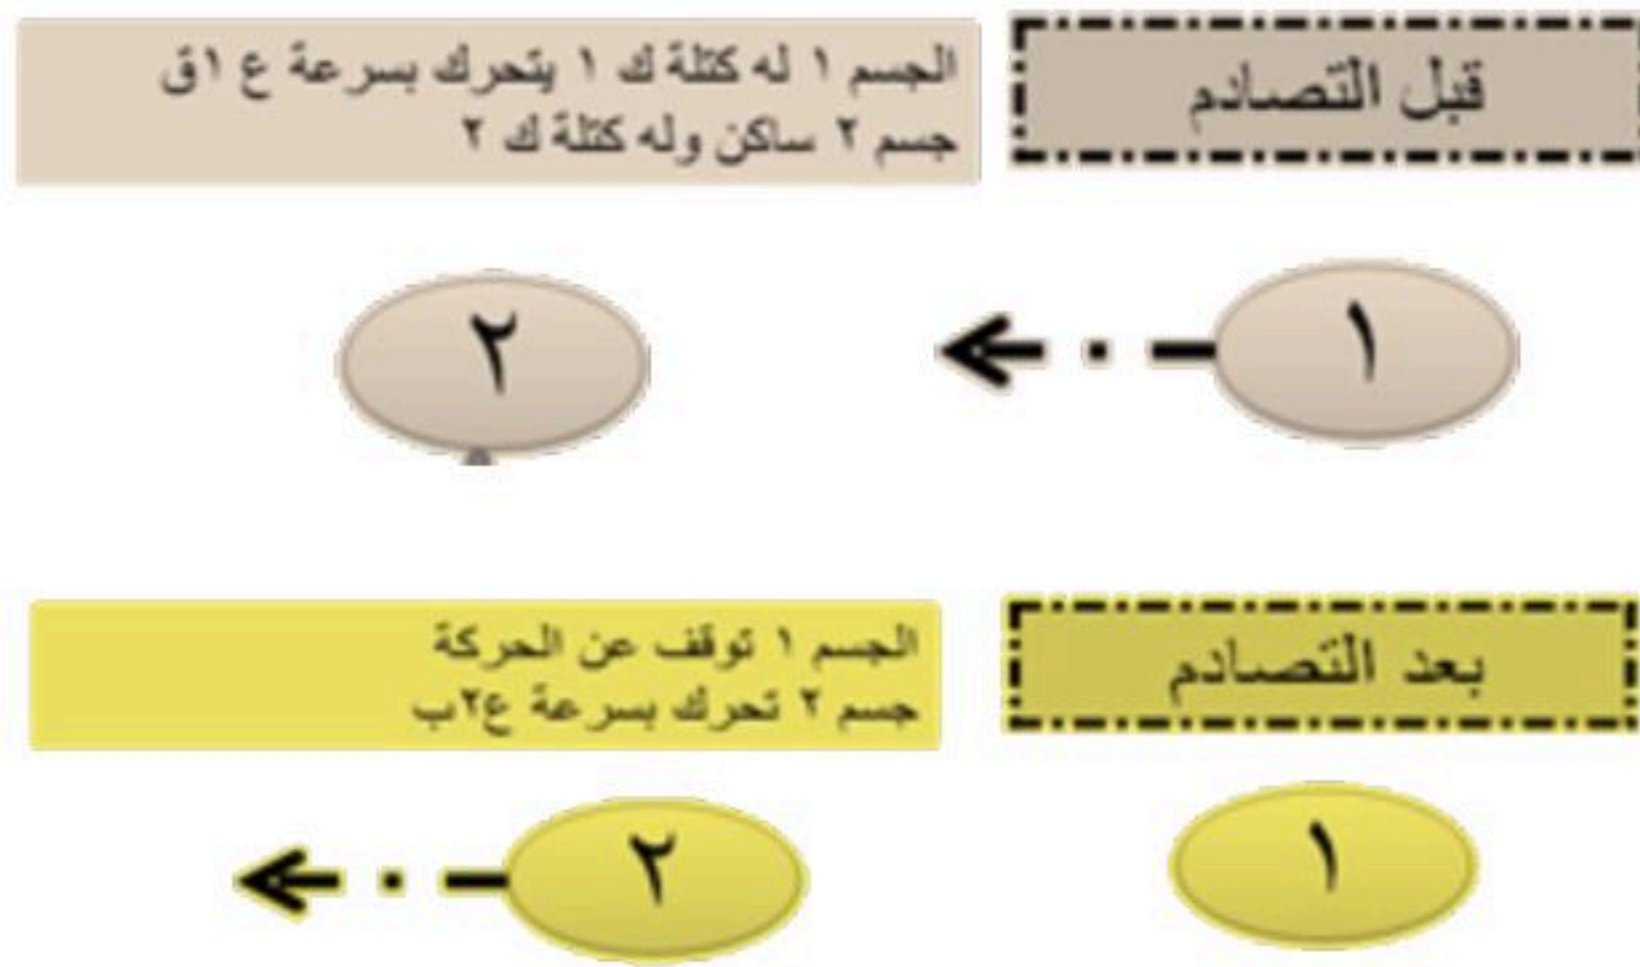 قبل التصادم
الجسم ١ له كتلة ك ١ يتحرك بسرعة ع ١ق
جسم ٢ ساكن وله كتلة ك ٢
١
٢
بعد التصادم
الجسم ١ توقف عن الحركة
جسم ٢ تحرك بسرعة ع٢ب
١
٢